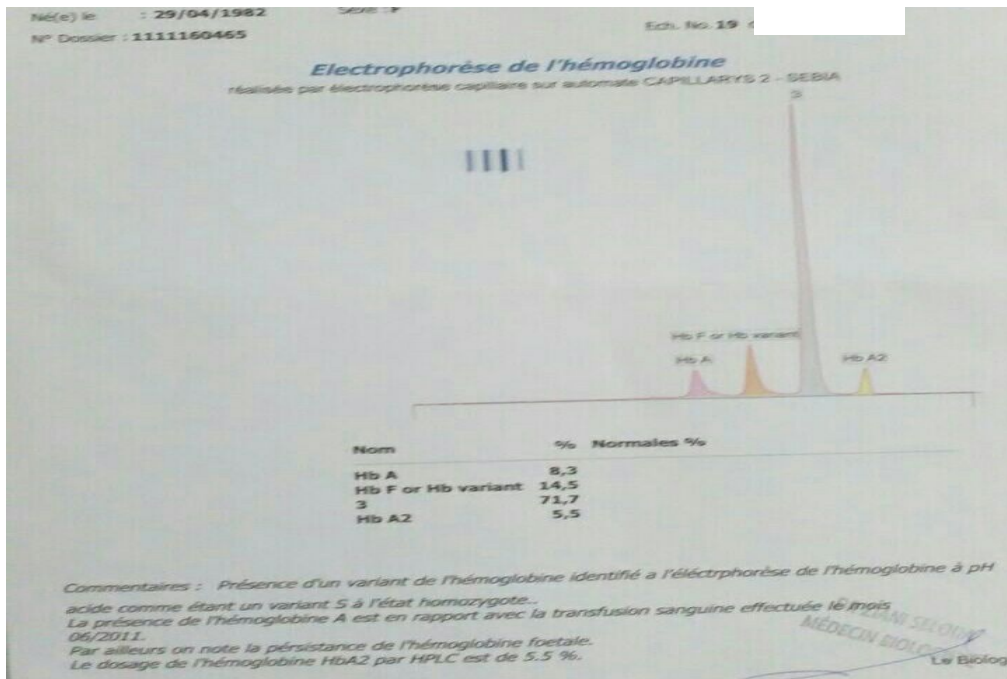 Né(e) le : 29/04/1982 Sexe : F
N° Dossier : 1111160465 Ech. No. 19
Electrophorèse de l'hémoglobine
réalisée par électrophorèse capillaire sur automate CAPILLARYS 2 - SEBIA
3
Hb F or Hb variant
Hb A Hb A2
Nom % Normales %
Hb A 8,3
Hb F or Hb variant 14,5
3 71,7
Hb A2 5,5
Commentaires : Présence d'un variant de l'hémoglobine identifié a l'éléctrphorèse de l'hémoglobine à pH
acide comme étant un variant S à l'état homozygote..
La présence de l'hémoglobine A est en rapport avec la transfusion sanguine effectuée le mois
06/2011.
Par ailleurs on note la pérsistance de l'hémoglobine foetale.
Le dosage de l'hémoglobine HbA2 par HPLC est de 5.5 %.
MÉDECIN
Le Biolog